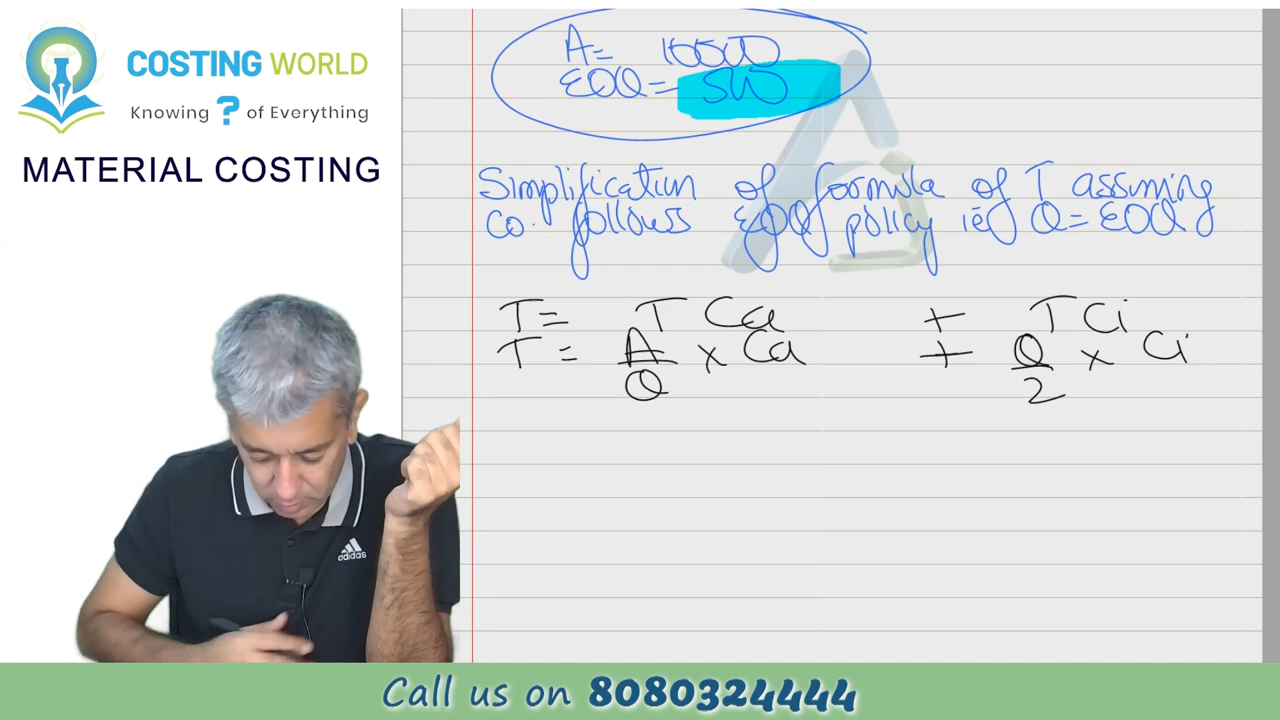 COSTING WORLD
Knowing ? of Everything
MATERIAL COSTING
A= 10000
EOQ = 500
Simplification of formula of T assuming
co. follows EOQ policy ie Q = EOQ
T = TCa + TCi
T = A/Q × Ca + Q/2 × Ci
adidas
Call us on 8080324444